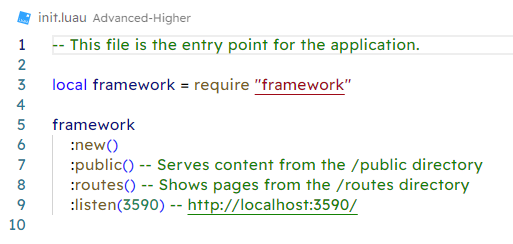 init.luau Advanced-Higher
1 -- This file is the entry point for the application.
2
3 local framework = require "framework"
4
5 framework
6 :new()
7 :public() -- Serves content from the /public directory
8 :routes() -- Shows pages from the /routes directory
9 :listen(3590) -- http://localhost:3590/
10